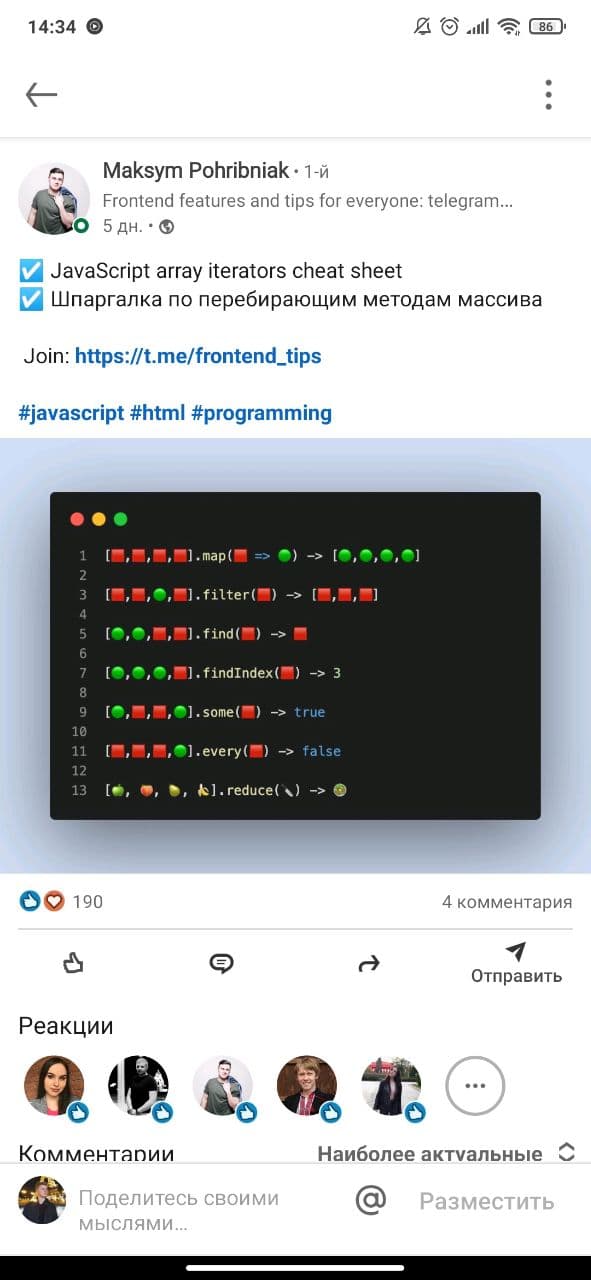 14:34
86
Maksym Pohribniak • 1-й
Frontend features and tips for everyone: telegram...
5 дн. •
☑ JavaScript array iterators cheat sheet
☑ Шпаргалка по перебирающим методам массива
Join: https://t.me/frontend_tips
#javascript #html #programming
1 [🟥,🟥,🟥,🟥].map(🟥 => 🟢) -> [🟢,🟢,🟢,🟢]
2
3 [🟥,🟥,🟢,🟥].filter(🟥) -> [🟥,🟥,🟥]
4
5 [🟢,🟢,🟥,🟥].find(🟥) -> 🟥
6
7 [🟢,🟢,🟢,🟥].findIndex(🟥) -> 3
8
9 [🟢,🟥,🟥,🟢].some(🟥) -> true
10
11 [🟥,🟥,🟥,🟢].every(🟥) -> false
12
13 [🍏, 🍑, 🍐, 🍌].reduce(🔪) -> 🥝
190
4 комментария
Отправить
Реакции
Комментарии
Наиболее актуальные
Поделитесь своими
мыслями...
@
Разместить